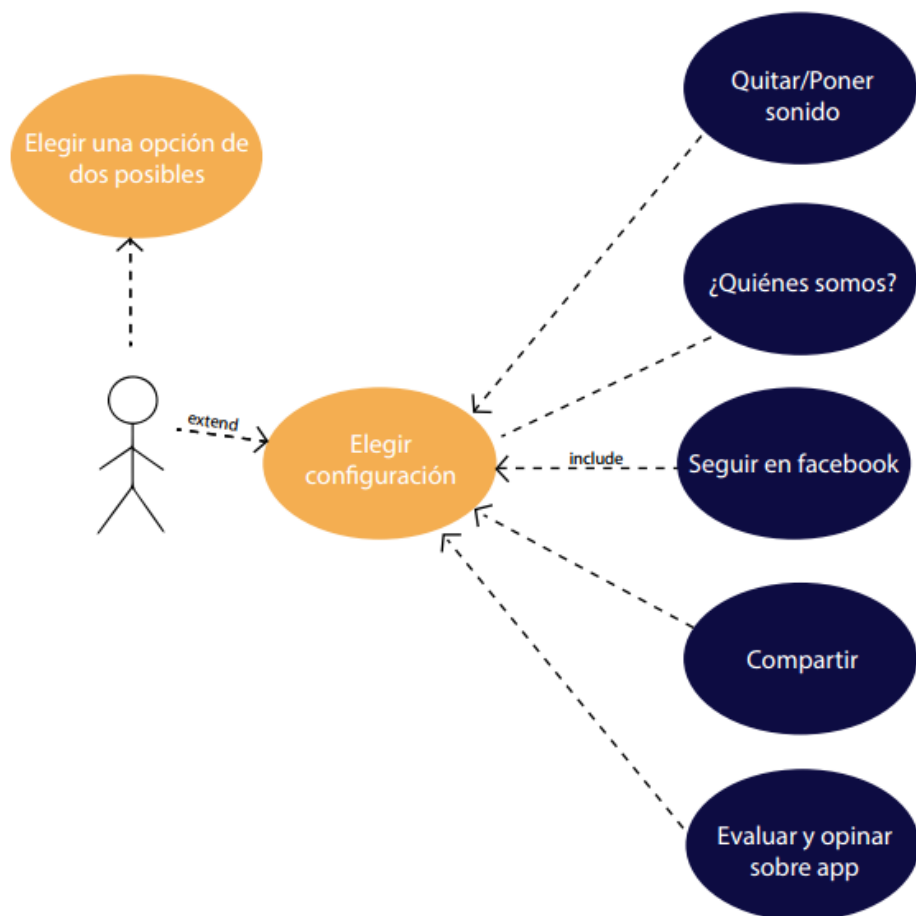 Elegir una opción de
dos posibles
extend
Elegir
configuración
include
Quitar/Poner
sonido
¿Quiénes somos?
Seguir en facebook
Compartir
Evaluar y opinar
sobre app